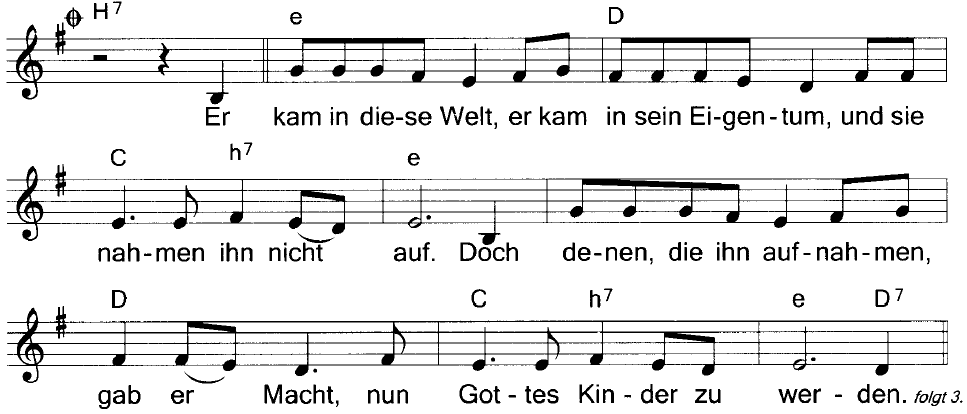 H7 e D
Er kam in die-se Welt, er kam in sein Ei-gen-tum, und sie
C h7 e
nah-men ihn nicht auf. Doch de-nen, die ihn auf-nah-men,
D C h7 e D7
gab er Macht, nun Got-tes Kin-der zu wer-den. folgt 3.